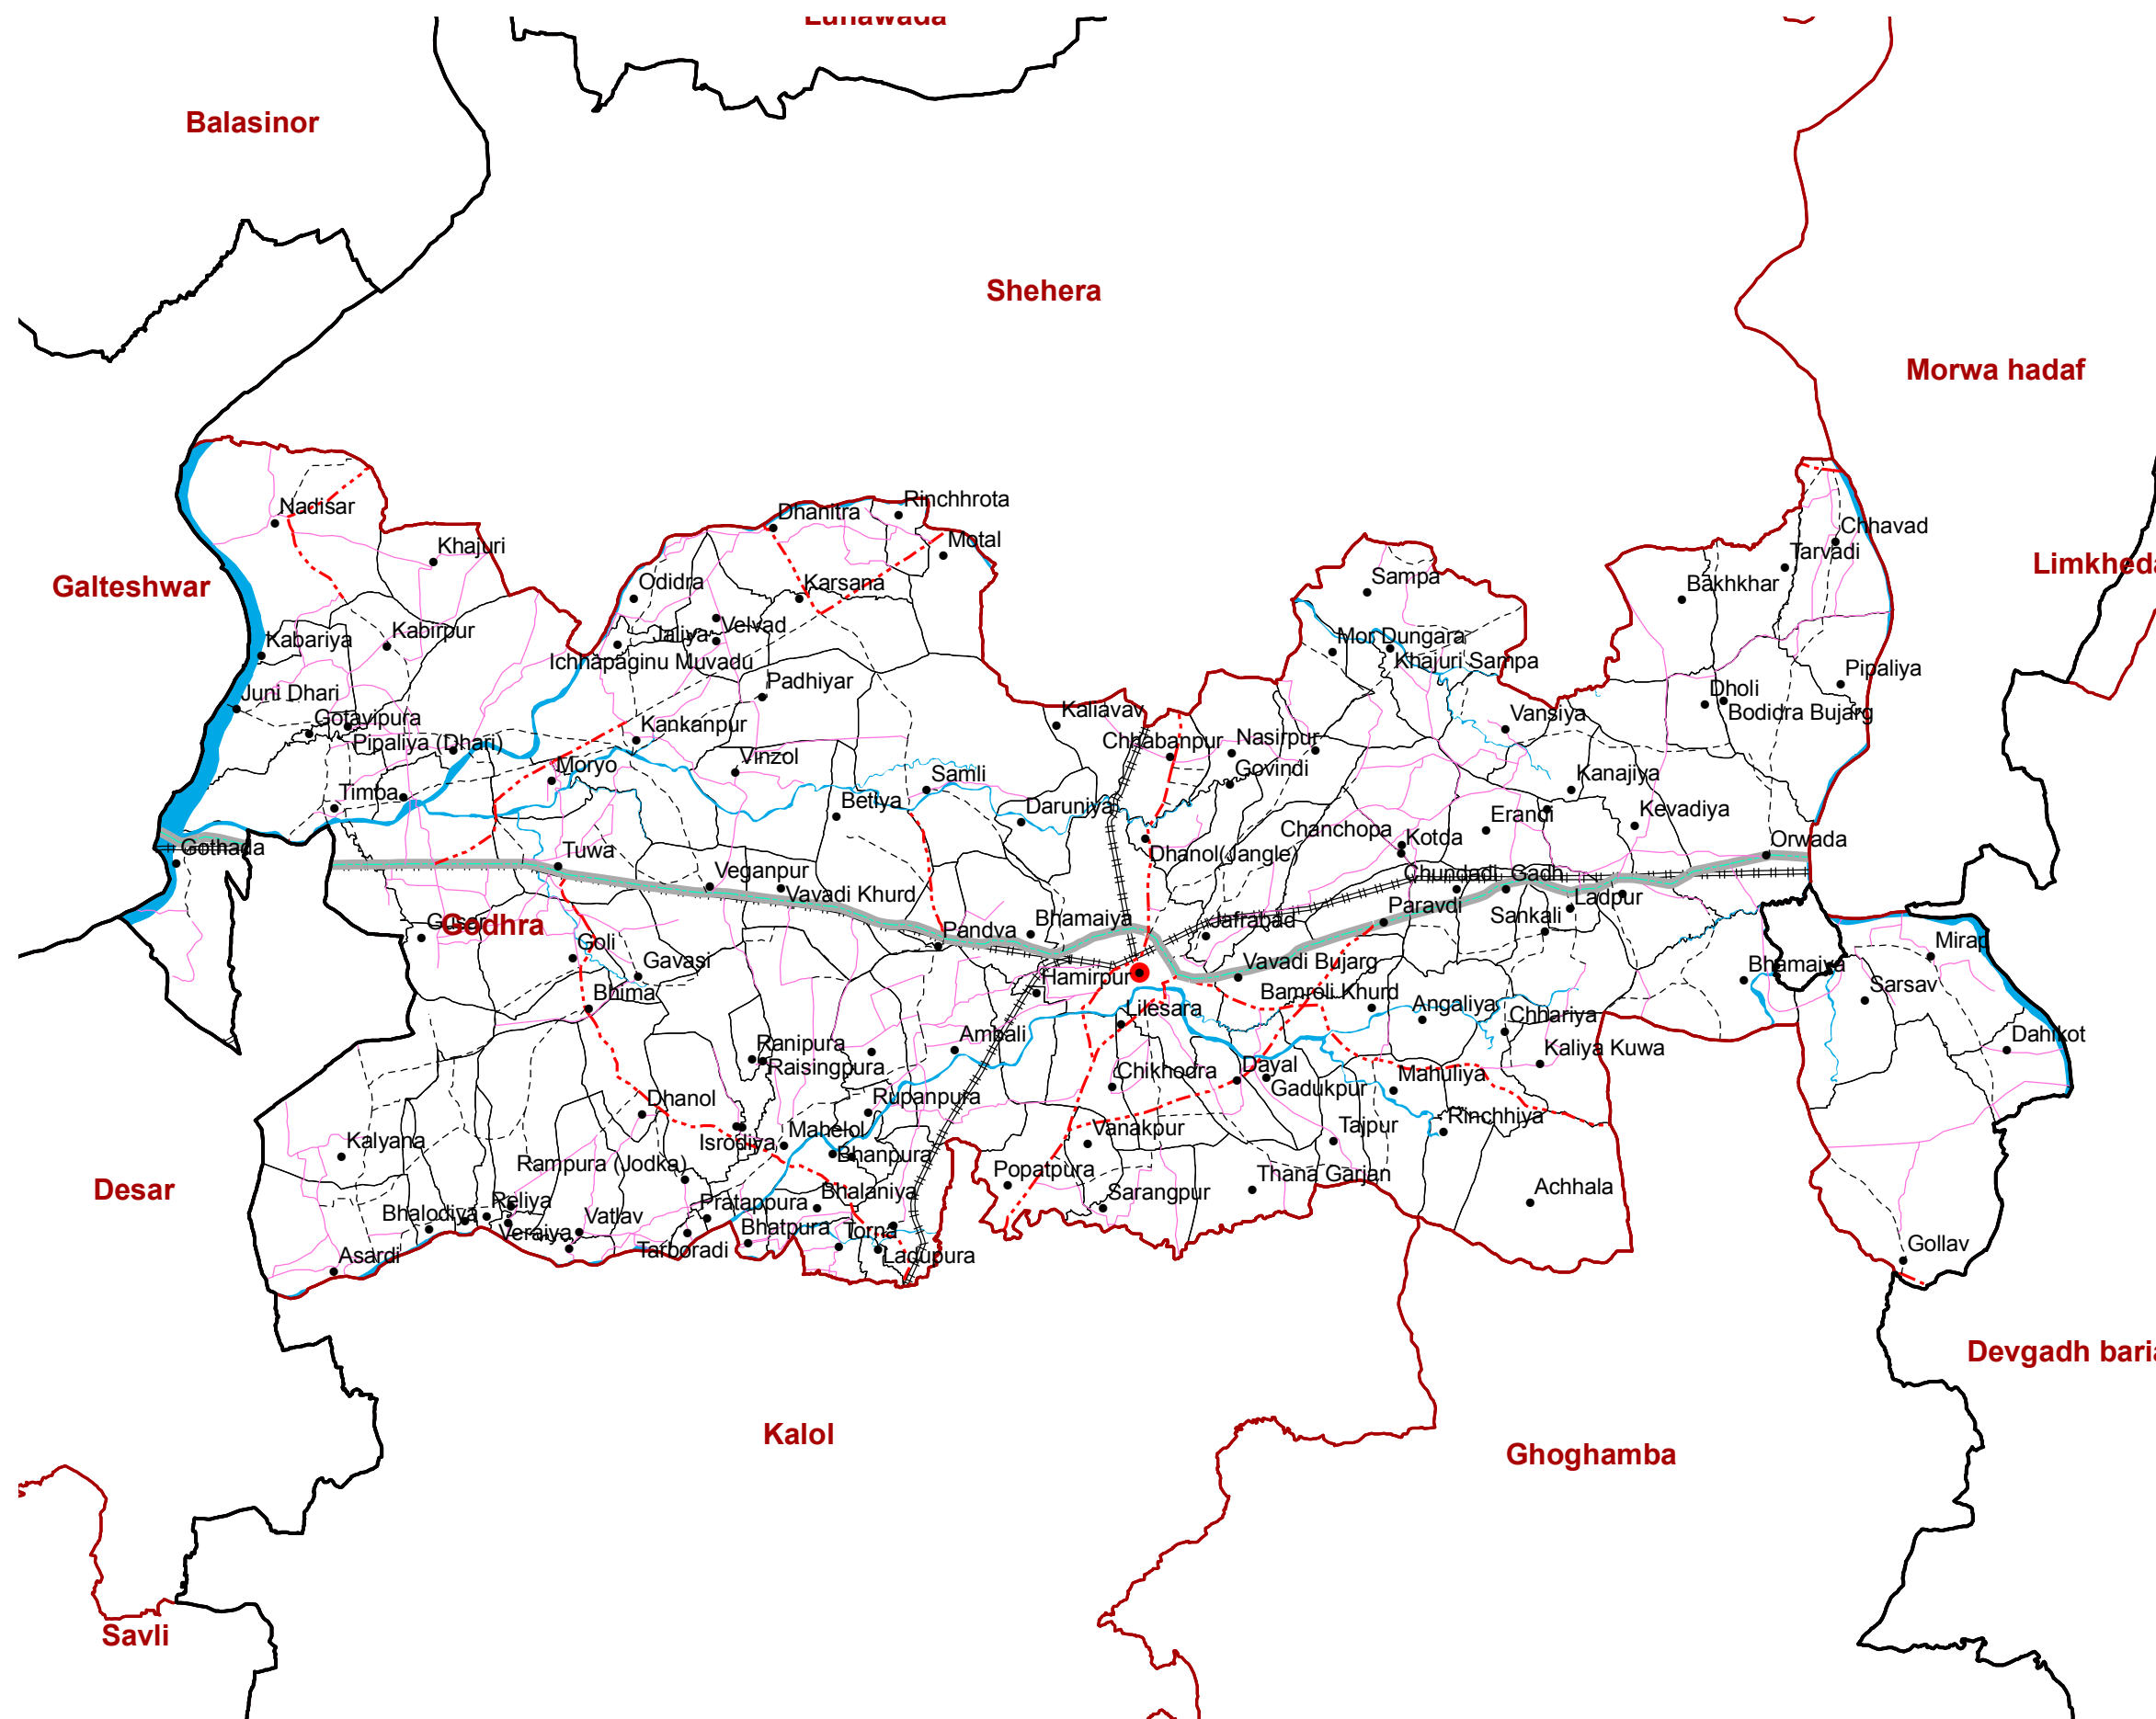 Lunawada
Balasinor
Shehera
Morwa hadaf
Galteshwar
Nadisar
Khajuri
Dhanitra
Rinchhrota
Motal
Chhavad
Tarvadi
Limkheda
Odidra
Karsana
Sampa
Bakhkhar
Kabariya
Kabirpur
Jaliya
Velvad
Mor Dungara
Ichhapaginu Muvadu
Khajuri Sampa
Pipaliya
Juni Dhari
Padhiyar
Dholi
Bodidra Bujarg
Gotavipura
Kankanpur
Kaliavav
Vansiya
Pipaliya (Dhari)
Chhabanpur
Nasirpur
Moryo
Vinzol
Samli
Govindi
Kanajiya
Timba
Betiya
Daruniya
Erandi
Kevadiya
Chanchopa
Kotda
Orwada
Gothada
Tuwa
Dhanol(Jangle)
Veganpur
Vavadi Khurd
Chundadi
Gadh
Ladpur
Gusar
Godhra
Bhamaiya
Jafrabad
Paravdi
Sankali
Goli
Pandva
Mirap
Gavasi
Hamirpur
Vavadi Bujarg
Bhamaiya
Sarsav
Bhima
Lilesara
Bamroli Khurd
Angaliya
Chhariya
Ranipura
Ambali
Dahikot
Raisingpura
Chikhodra
Dayal
Kaliya Kuwa
Gadukpur
Mahuliya
Dhanol
Rupanpura
Rinchhiya
Kalyana
Isrodiya
Mahelol
Vanakpur
Tajpur
Rampura (Jodka)
Bhanpura
Desar
Popatpura
Thana Garjan
Achhala
Bhalaniya
Sarangpur
Reliya
Pratappura
Bhalodiya
Vatlav
Veraiya
Bhatpura
Torna
Tarboradi
Asardi
Ladupura
Gollav
Devgadh baria
Kalol
Ghoghamba
Savli